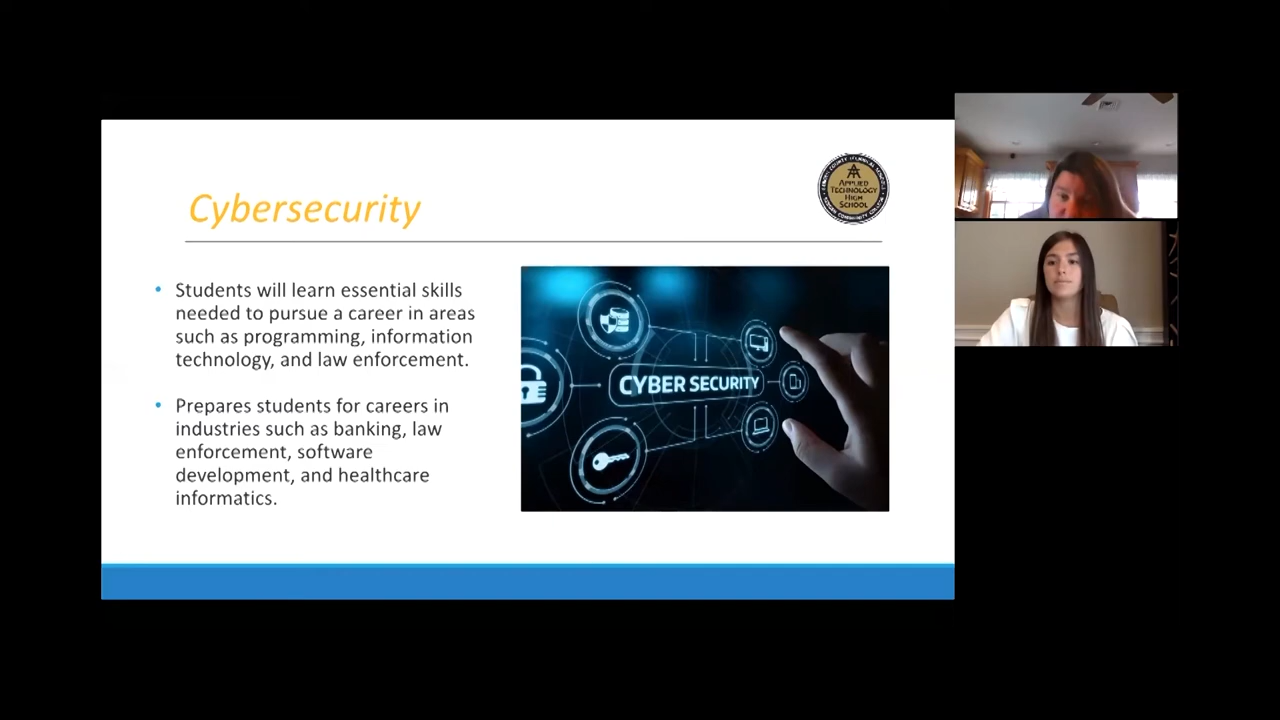 Cybersecurity
APPLIED
TECHNOLOGY
HIGH
SCHOOL
• Students will learn essential skills
needed to pursue a career in areas
such as programming, information
technology, and law enforcement.
• Prepares students for careers in
industries such as banking, law
enforcement, software
development, and healthcare
informatics.
CYBER SECURITY